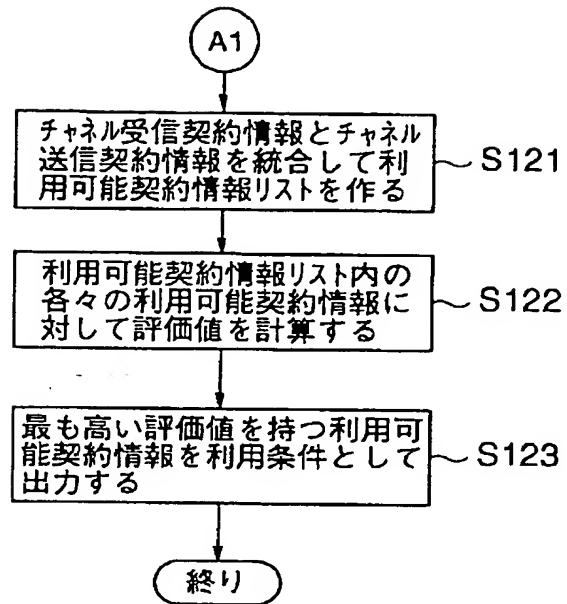 A1
チャネル受信契約情報とチャネル
送信契約情報を統合して利
用可能契約情報リストを作る
S121
利用可能契約情報リスト内の
各々の利用可能契約情報に
対して評価値を計算する
S122
最も高い評価値を持つ利用可
能契約情報を利用条件として
出力する
S123
終り